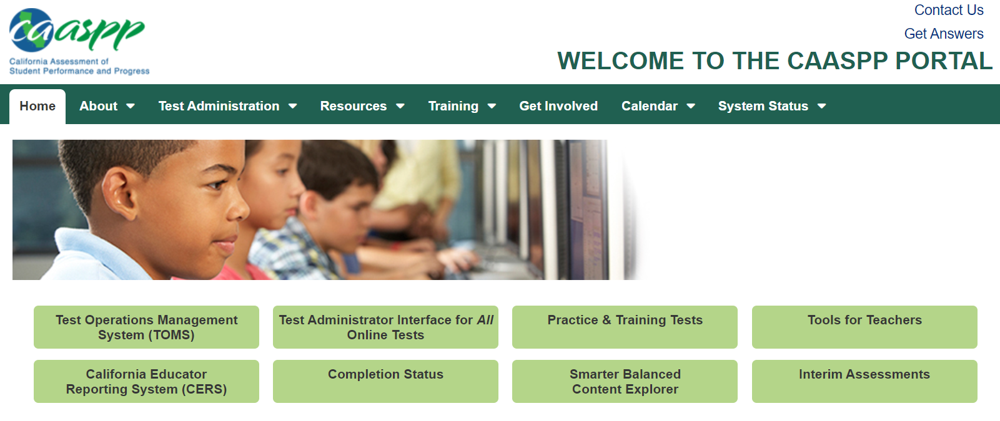 caaspp
California Assessment of
Student Performance and Progress
Contact Us
Get Answers
WELCOME TO THE CAASPP PORTAL
Home About Test Administration Resources Training Get Involved Calendar System Status
Test Operations Management
System (TOMS)
Test Administrator Interface for All
Online Tests
Practice & Training Tests
Tools for Teachers
California Educator
Reporting System (CERS)
Completion Status
Smarter Balanced
Content Explorer
Interim Assessments